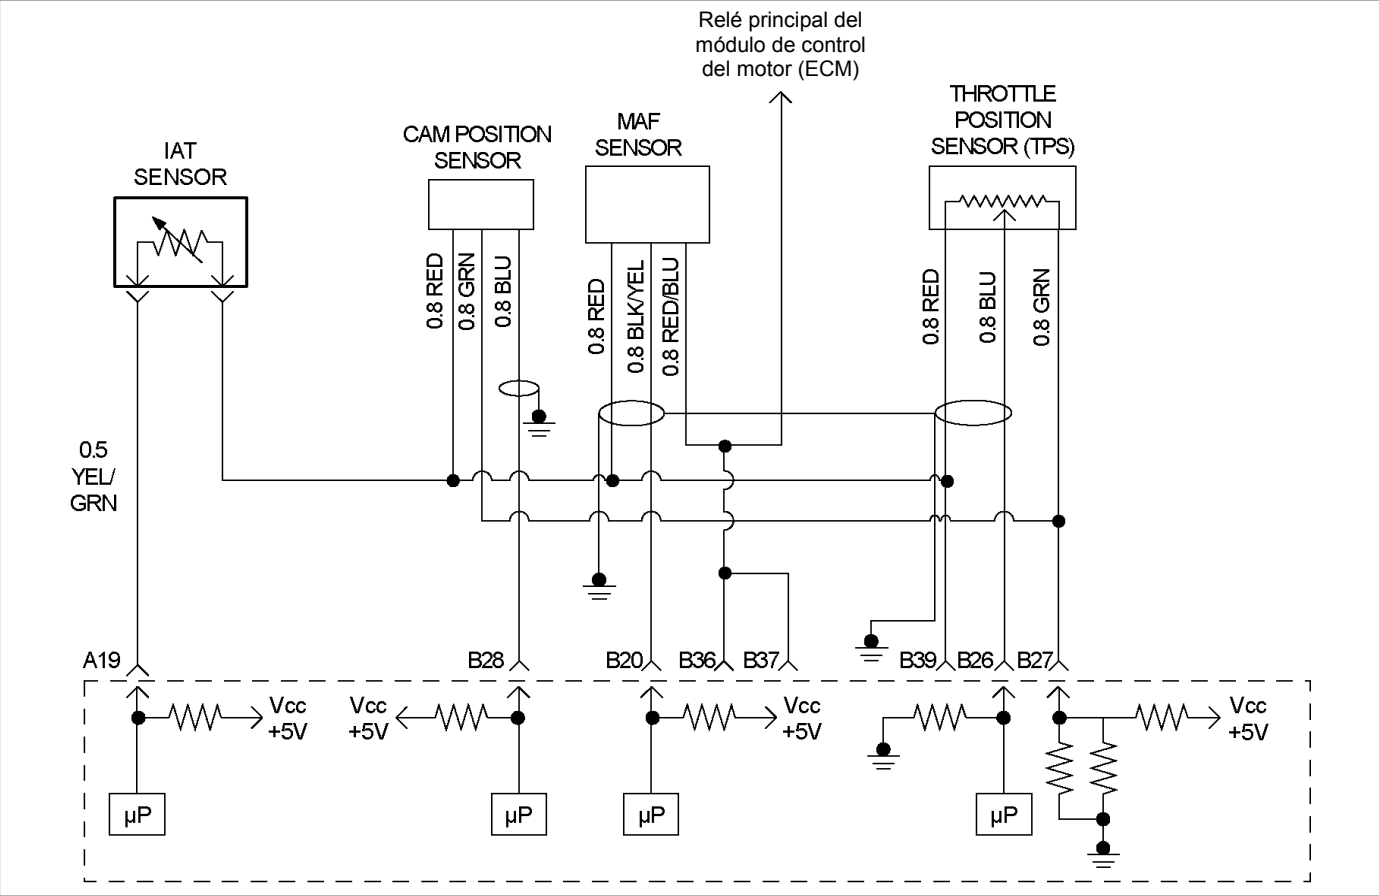 Relé principal del
módulo de control
del motor (ECM)
THROTTLE
POSITION
SENSOR (TPS)
MAF
SENSOR
CAM POSITION
SENSOR
IAT
SENSOR
0.8 RED
0.8 GRN
0.8 BLU
0.8 RED
0.8 BLK/YEL
0.8 RED/BLU
0.8 RED
0.8 BLU
0.8 GRN
0.5
YEL/
GRN
A19
B28
B20
B36
B37
B39
B26
B27
Vcc
+5V
Vcc
+5V
Vcc
+5V
Vcc
+5V
µP
µP
µP
µP